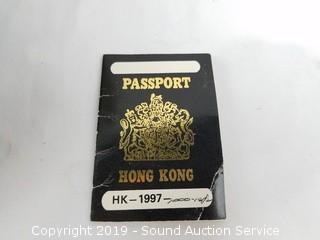 PASSPORT
HONG KONG
HK-1997-
Copyright 2019 - Sound Auction Service